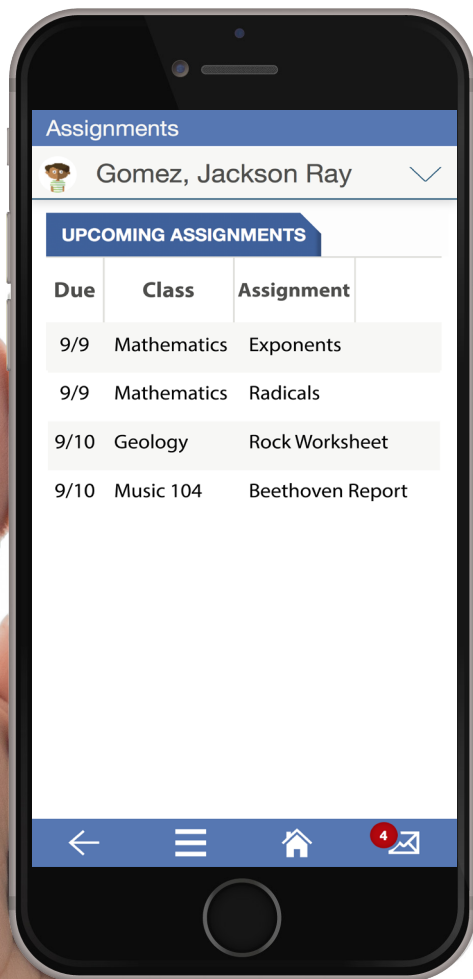 Assignments
Gomez, Jackson Ray
UPCOMING ASSIGNMENTS
Due Class Assignment
9/9 Mathematics Exponents
9/9 Mathematics Radicals
9/10 Geology Rock Worksheet
9/10 Music 104 Beethoven Report
4